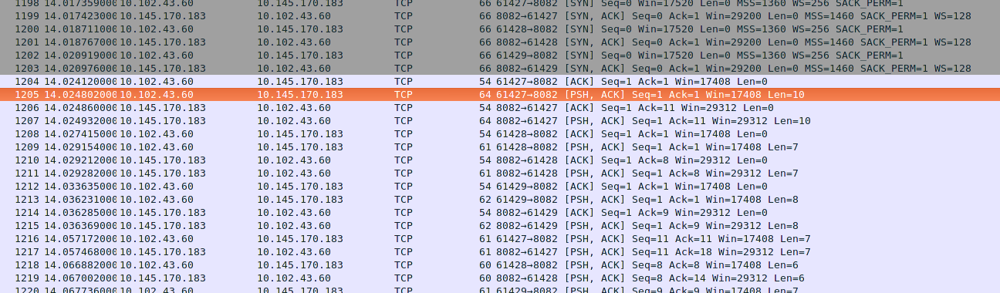 1198 14.017359000 10.102.43.60 10.145.170.183 TCP 66 61427→8082 [SYN] Seq=0 Win=17520 Len=0 MSS=1360 WS=256 SACK_PERM=1
1199 14.017423000 10.145.170.183 10.102.43.60 TCP 66 8082→61427 [SYN, ACK] Seq=0 Ack=1 Win=29200 Len=0 MSS=1460 SACK_PERM=1 WS=128
1200 14.018711000 10.102.43.60 10.145.170.183 TCP 66 61428→8082 [SYN] Seq=0 Win=17520 Len=0 MSS=1360 WS=256 SACK_PERM=1
1201 14.018767000 10.145.170.183 10.102.43.60 TCP 66 8082→61428 [SYN, ACK] Seq=0 Ack=1 Win=29200 Len=0 MSS=1460 SACK_PERM=1 WS=128
1202 14.020919000 10.102.43.60 10.145.170.183 TCP 66 61429→8082 [SYN] Seq=0 Win=17520 Len=0 MSS=1360 WS=256 SACK_PERM=1
1203 14.020976000 10.145.170.183 10.102.43.60 TCP 66 8082→61429 [SYN, ACK] Seq=0 Ack=1 Win=29200 Len=0 MSS=1460 SACK_PERM=1 WS=128
1204 14.024120000 10.102.43.60 10.145.170.183 TCP 54 61427→8082 [ACK] Seq=1 Ack=1 Win=17408 Len=0
1205 14.024802000 10.102.43.60 10.145.170.183 TCP 64 61427→8082 [PSH, ACK] Seq=1 Ack=1 Win=17408 Len=10
1206 14.024860000 10.145.170.183 10.102.43.60 TCP 54 8082→61427 [ACK] Seq=1 Ack=11 Win=29312 Len=0
1207 14.024932000 10.145.170.183 10.102.43.60 TCP 64 8082→61427 [PSH, ACK] Seq=1 Ack=11 Win=29312 Len=10
1208 14.027415000 10.102.43.60 10.145.170.183 TCP 54 61428→8082 [ACK] Seq=1 Ack=1 Win=17408 Len=0
1209 14.029154000 10.102.43.60 10.145.170.183 TCP 61 61428→8082 [PSH, ACK] Seq=1 Ack=1 Win=17408 Len=7
1210 14.029212000 10.145.170.183 10.102.43.60 TCP 54 8082→61428 [ACK] Seq=1 Ack=8 Win=29312 Len=0
1211 14.029282000 10.145.170.183 10.102.43.60 TCP 61 8082→61428 [PSH, ACK] Seq=1 Ack=8 Win=29312 Len=7
1212 14.033635000 10.102.43.60 10.145.170.183 TCP 54 61429→8082 [ACK] Seq=1 Ack=1 Win=17408 Len=0
1213 14.036231000 10.102.43.60 10.145.170.183 TCP 62 61429→8082 [PSH, ACK] Seq=1 Ack=1 Win=17408 Len=8
1214 14.036285000 10.145.170.183 10.102.43.60 TCP 54 8082→61429 [ACK] Seq=1 Ack=9 Win=29312 Len=0
1215 14.036369000 10.145.170.183 10.102.43.60 TCP 62 8082→61429 [PSH, ACK] Seq=1 Ack=9 Win=29312 Len=8
1216 14.057172000 10.102.43.60 10.145.170.183 TCP 61 61427→8082 [PSH, ACK] Seq=11 Ack=11 Win=17408 Len=7
1217 14.057468000 10.145.170.183 10.102.43.60 TCP 61 8082→61427 [PSH, ACK] Seq=11 Ack=18 Win=29312 Len=7
1218 14.066882000 10.102.43.60 10.145.170.183 TCP 60 61428→8082 [PSH, ACK] Seq=8 Ack=8 Win=17408 Len=6
1219 14.067002000 10.145.170.183 10.102.43.60 TCP 60 8082→61428 [PSH, ACK] Seq=8 Ack=14 Win=29312 Len=6
1220 14.067736000 10.102.43.60 10.145.170.183 TCP 61 61429→8082 [PSH, ACK] Seq=9 Ack=9 Win=17408 Len=7